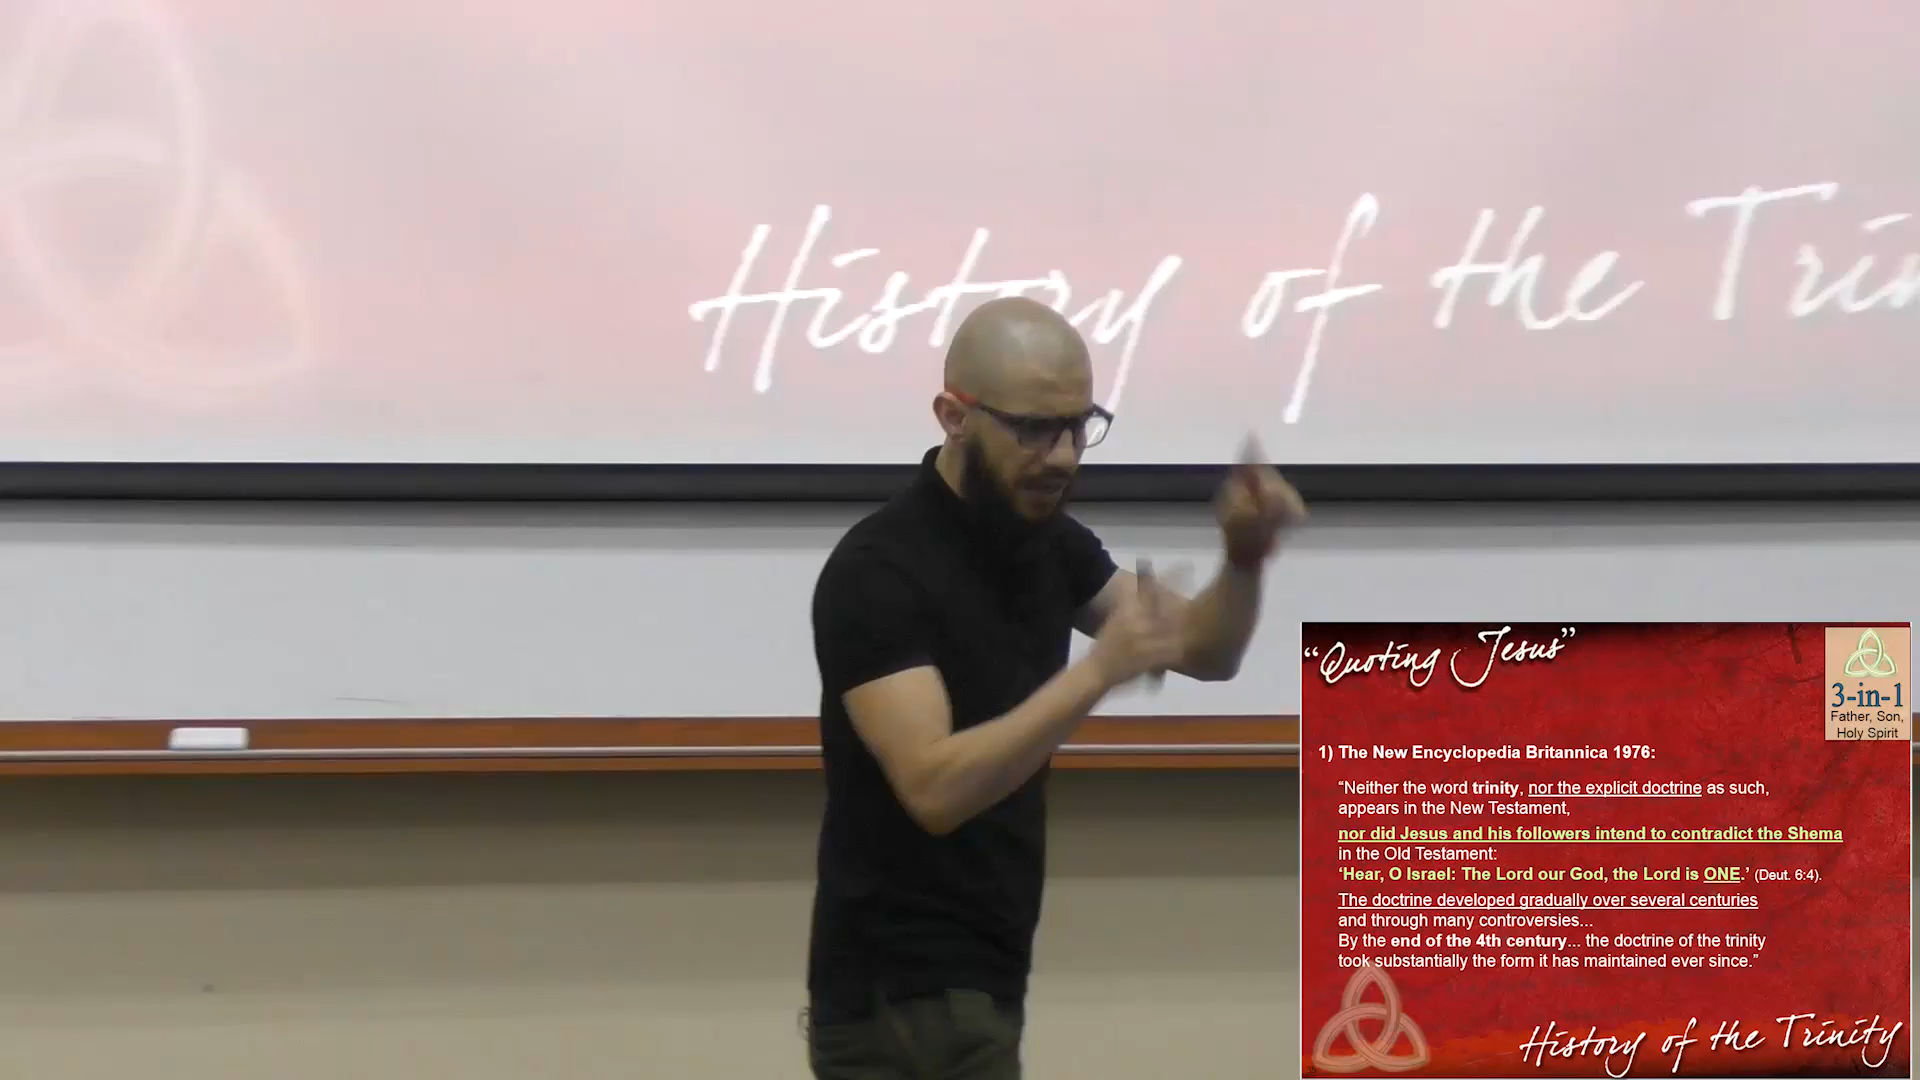 History of the Trin
“Quoting Jesus”
3-in-1
Father, Son,
Holy Spirit
1) The New Encyclopedia Britannica 1976:
“Neither the word trinity, nor the explicit doctrine as such,
appears in the New Testament,
nor did Jesus and his followers intend to contradict the Shema
in the Old Testament:
‘Hear, O Israel: The Lord our God, the Lord is ONE.’ (Deut. 6:4).
The doctrine developed gradually over several centuries
and through many controversies...
By the end of the 4th century... the doctrine of the trinity
took substantially the form it has maintained ever since.”
History of the Trinity